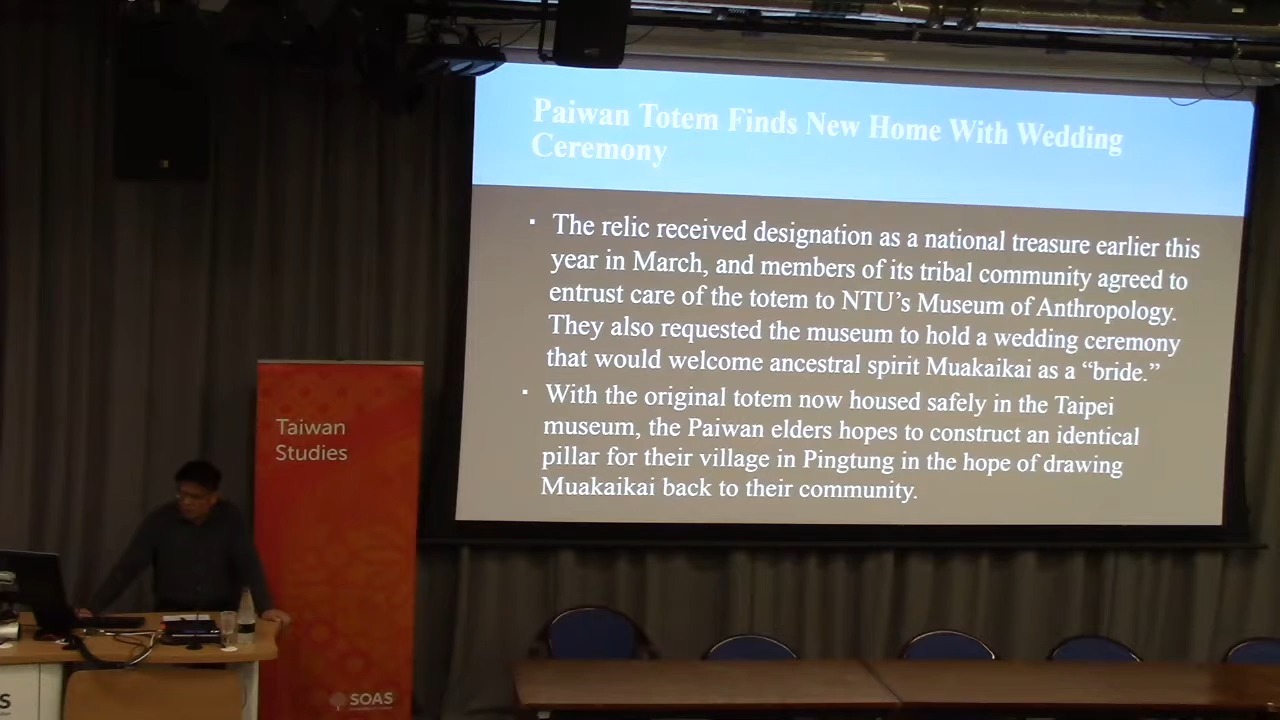 Paiwan Totem Finds New Home With Wedding
Ceremony
▪ The relic received designation as a national treasure earlier this
year in March, and members of its tribal community agreed to
entrust care of the totem to NTU’s Museum of Anthropology.
They also requested the museum to hold a wedding ceremony
that would welcome ancestral spirit Muakaikai as a “bride.”
▪ With the original totem now housed safely in the Taipei
museum, the Paiwan elders hopes to construct an identical
pillar for their village in Pingtung in the hope of drawing
Muakaikai back to their community.
Taiwan
Studies
SOAS
S